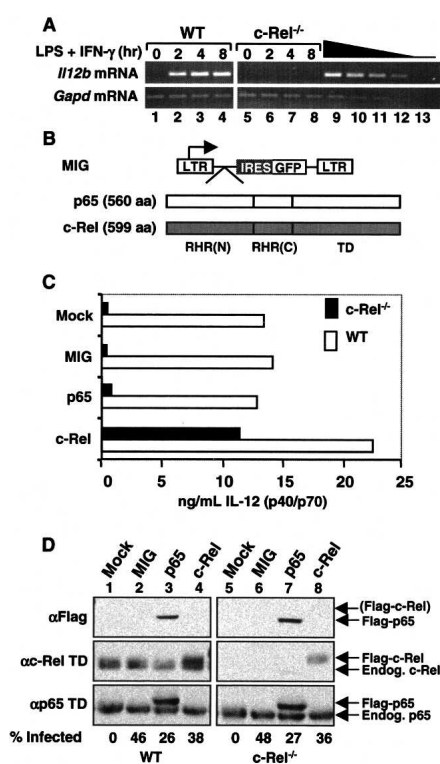 A
WT c-Rel-/-
LPS + IFN-γ (hr) 0 2 4 8 0 2 4 8
Il12b mRNA
Gapd mRNA
1 2 3 4 5 6 7 8 9 10 11 12 13
B
MIG LTR IRES GFP LTR
p65 (560 aa)
c-Rel (599 aa)
RHR(N) RHR(C) TD
C
c-Rel-/-
WT
Mock
MIG
p65
c-Rel
0 5 10 15 20 25
ng/mL IL-12 (p40/p70)
D
Mock MIG p65 c-Rel Mock MIG p65 c-Rel
1 2 3 4 5 6 7 8
αFlag (Flag-c-Rel)
Flag-p65
αc-Rel TD Flag-c-Rel
Endog. c-Rel
αp65 TD Flag-p65
Endog. p65
% Infected 0 46 26 38 0 48 27 36
WT c-Rel-/-